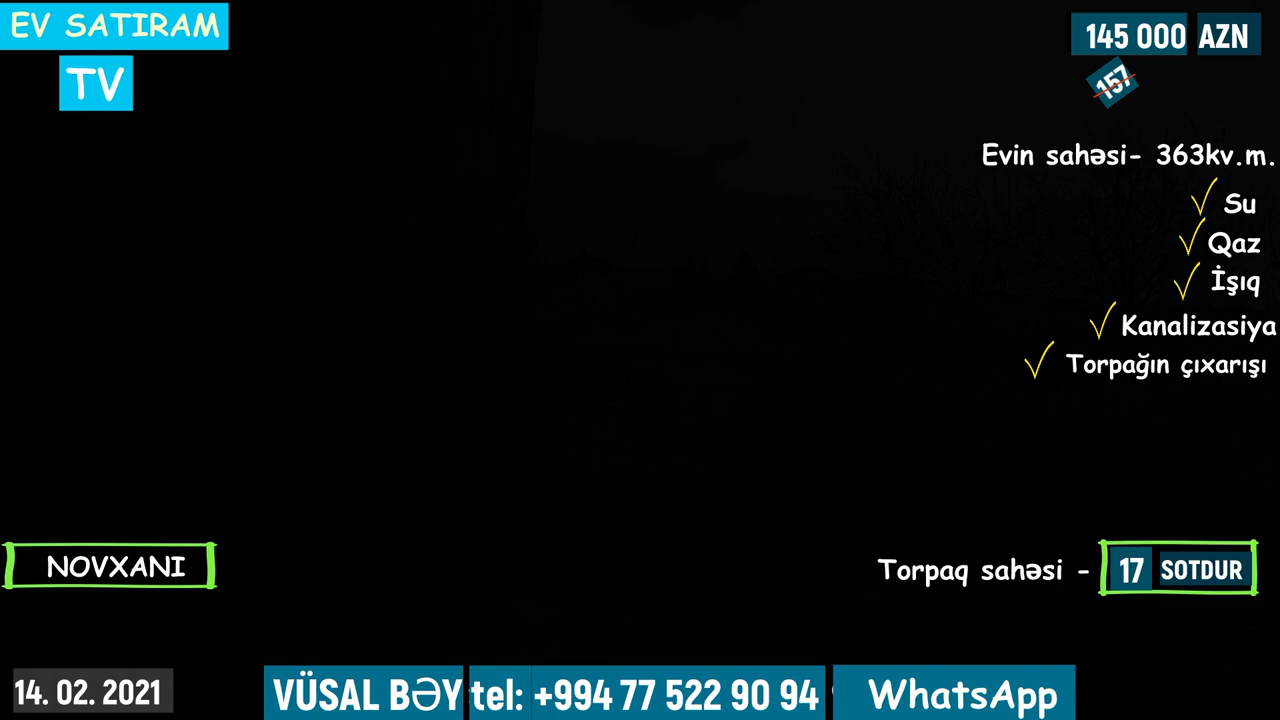 EV SATIRAM
TV
145 000 AZN
157
Evin sahəsi- 363kv.m.
Su
Qaz
İşıq
Kanalizasiya
Torpağın çıxarışı
NOVXANI
Torpaq sahəsi - 17 SOTDUR
14. 02. 2021
VÜSAL BƏY tel: +994 77 522 90 94 WhatsApp